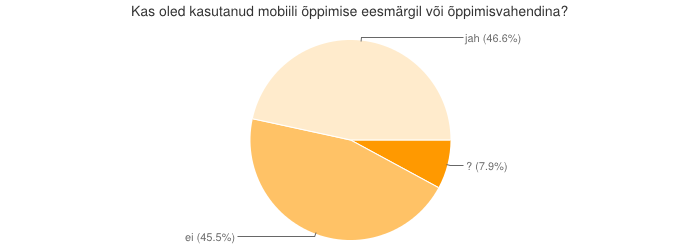 Kas oled kasutanud mobiili õppimise eesmärgil või õppimisvahendina?
jah (46.6%)
? (7.9%)
ei (45.5%)